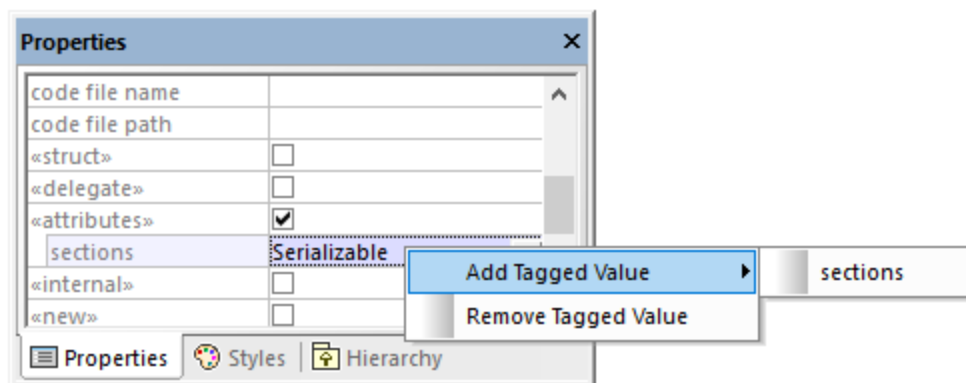 Properties
code file name
code file path
«struct»
«delegate»
«attributes»
sections Serializable
Add Tagged Value sections
«internal»
Remove Tagged Value
«new»
Properties Styles Hierarchy